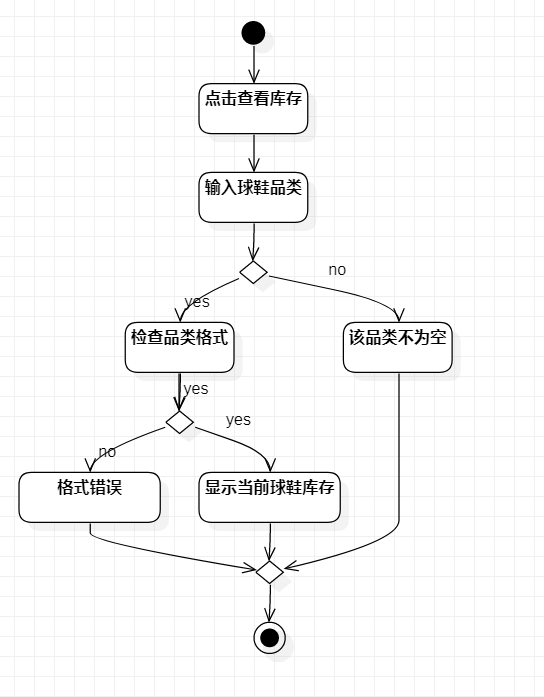 点击查看库存
输入球鞋品类
no
yes
检查品类格式
该品类不为空
yes
yes
no
格式错误
显示当前球鞋库存